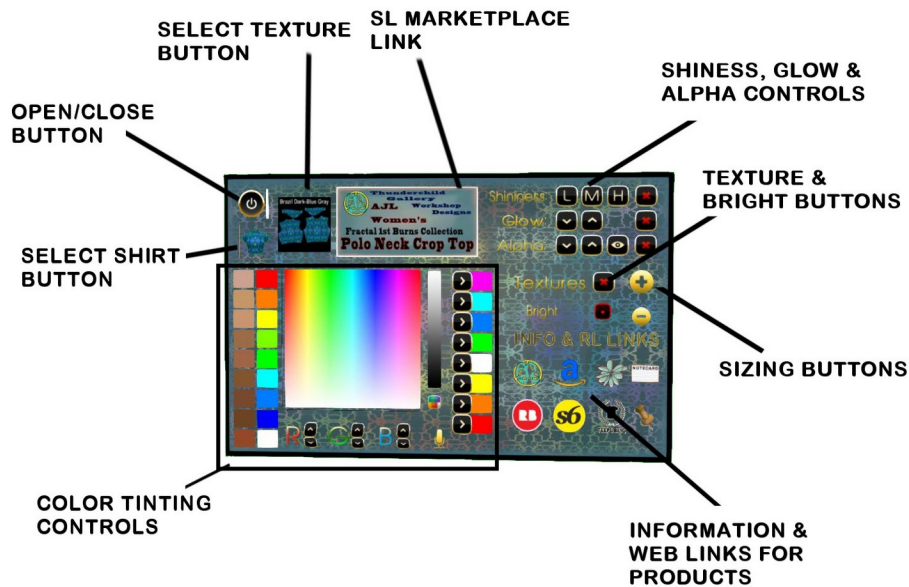 SELECT TEXTURE
BUTTON
SL MARKETPLACE
LINK
SHINESS, GLOW &
ALPHA CONTROLS
OPEN/CLOSE
BUTTON
TEXTURE &
BRIGHT BUTTONS
SELECT SHIRT
BUTTON
SIZING BUTTONS
COLOR TINTING
CONTROLS
INFORMATION &
WEB LINKS FOR
PRODUCTS
Brazil Dark-Blue Gray
Thunderchild
Gallery
AJL Workshop
Designs
Women's
Fractal 1st Burns Collection
Polo Neck Crop Top
Shininess L M H
Glow
Alpha
Textures
Bright
INFO & RL LINKS
a NOTECARD
RB s6
R G B